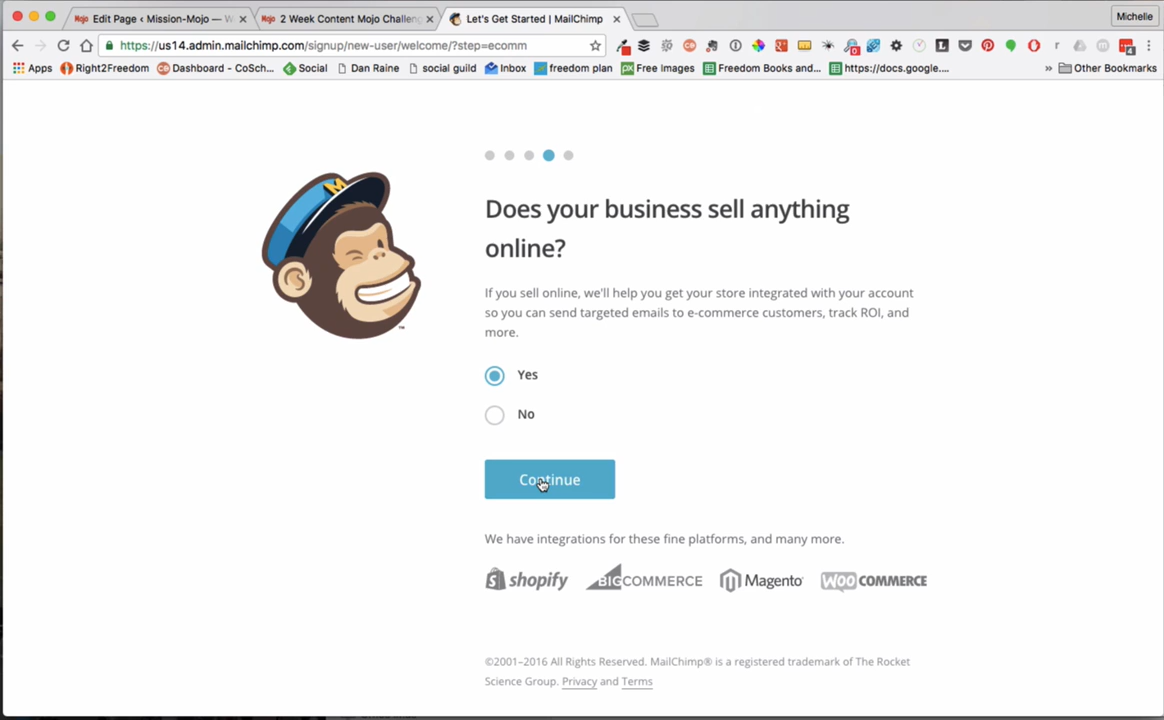 Mojo Edit Page ‹ Mission-Mojo — W
Mojo 2 Week Content Mojo Challeng
Let's Get Started | MailChimp
Michelle
https://us14.admin.mailchimp.com/signup/new-user/welcome/?step=ecomm
Apps Right2Freedom Dashboard - CoSch... Social Dan Raine social guild Inbox freedom plan Free Images Freedom Books and... https://docs.google.... » Other Bookmarks
Does your business sell anything
online?
If you sell online, we'll help you get your store integrated with your account
so you can send targeted emails to e-commerce customers, track ROI, and
more.
Yes
No
Continue
We have integrations for these fine platforms, and many more.
shopify BIGCOMMERCE Magento WOO COMMERCE
©2001–2016 All Rights Reserved. MailChimp® is a registered trademark of The Rocket
Science Group. Privacy and Terms